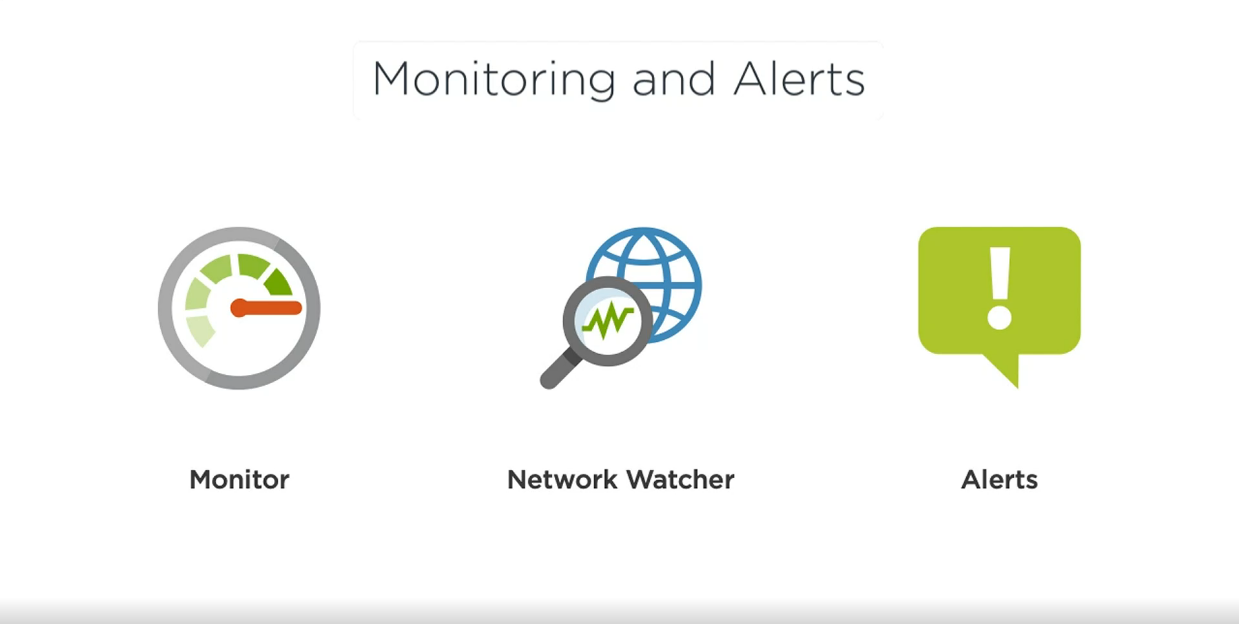 Monitoring and Alerts
Monitor
Network Watcher
Alerts